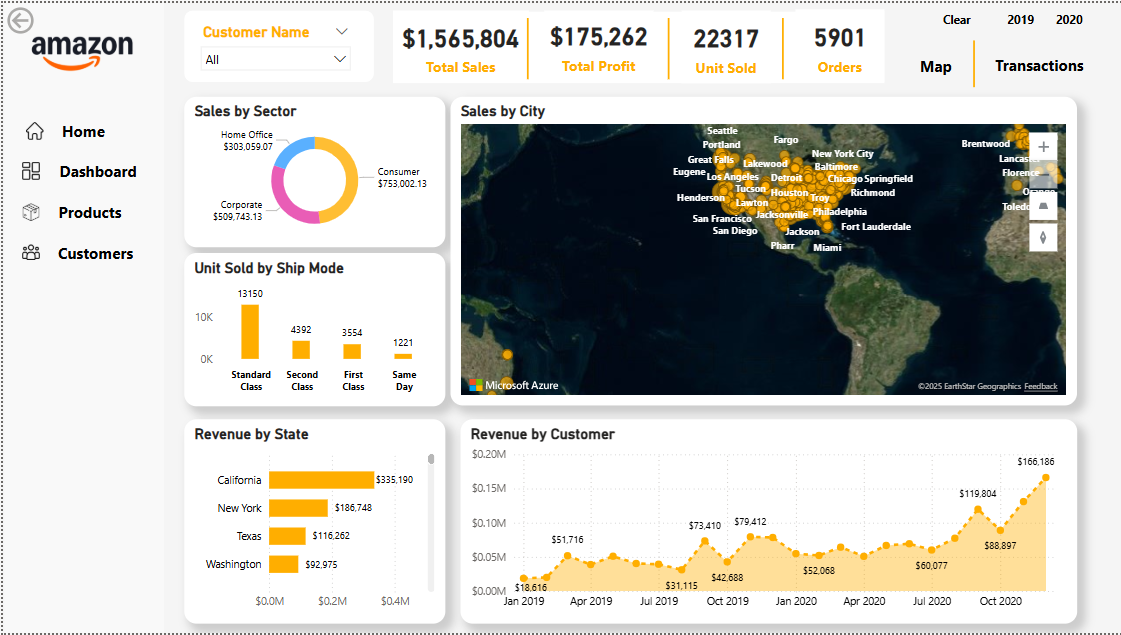 amazon
Home
Dashboard
Products
Customers
Customer Name
All
$1,565,804
Total Sales
$175,262
Total Profit
22317
Unit Sold
5901
Orders
Clear
2019
2020
Map
Transactions
Sales by Sector
Home Office
$303,059.07
Consumer
$753,002.13
Corporate
$509,743.13
Sales by City
Seattle
Portland
Fargo
Brentwood
Great Falls
Lakewood
New York City
Baltimore
Lancas
Eugene
Los Angeles
Detroit
Chicago
Springfield
Florence
Tucson
Houston
Richmond
Orange
Henderson
Lawton
Troy
Toledo
San Francisco
Jacksonville
Philadelphia
San Diego
Jackson
Fort Lauderdale
Pharr
Miami
Microsoft Azure
©2025 EarthStar Geographics Feedback
Unit Sold by Ship Mode
13150
10K
4392
3554
1221
0K
Standard Class
Second Class
First Class
Same Day
Revenue by State
California
$335,190
New York
$186,748
Texas
$116,262
Washington
$92,975
$0.0M
$0.2M
$0.4M
Revenue by Customer
$0.20M
$166,186
$0.15M
$119,804
$0.10M
$73,410
$79,412
$88,897
$51,716
$0.05M
$52,068
$60,077
$42,688
$31,115
$18,616
$0.00M
Jan 2019
Apr 2019
Jul 2019
Oct 2019
Jan 2020
Apr 2020
Jul 2020
Oct 2020